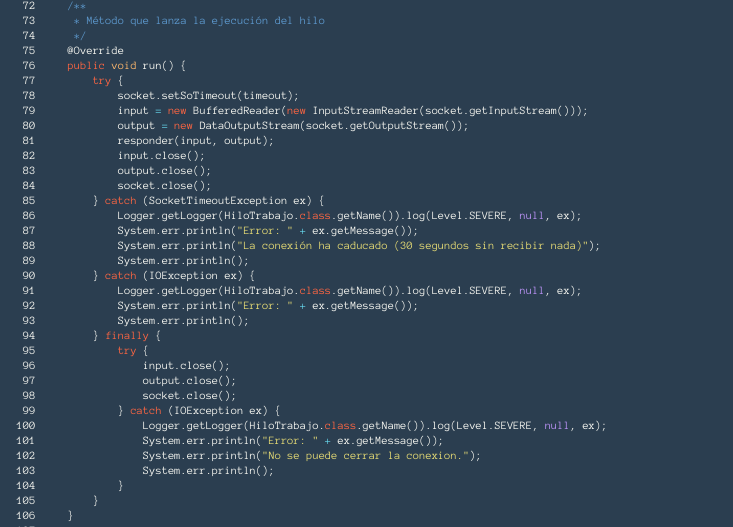 72    /**
73     * Método que lanza la ejecución del hilo
74     */
75    @Override
76    public void run() {
77        try {
78            socket.setSoTimeout(timeout);
79            input = new BufferedReader(new InputStreamReader(socket.getInputStream()));
80            output = new DataOutputStream(socket.getOutputStream());
81            responder(input, output);
82            input.close();
83            output.close();
84            socket.close();
85        } catch (SocketTimeoutException ex) {
86            Logger.getLogger(HiloTrabajo.class.getName()).log(Level.SEVERE, null, ex);
87            System.err.println("Error: " + ex.getMessage());
88            System.err.println("La conexión ha caducado (30 segundos sin recibir nada)");
89            System.err.println();
90        } catch (IOException ex) {
91            Logger.getLogger(HiloTrabajo.class.getName()).log(Level.SEVERE, null, ex);
92            System.err.println("Error: " + ex.getMessage());
93            System.err.println();
94        } finally {
95            try {
96                input.close();
97                output.close();
98                socket.close();
99            } catch (IOException ex) {
100                Logger.getLogger(HiloTrabajo.class.getName()).log(Level.SEVERE, null, ex);
101                System.err.println("Error: " + ex.getMessage());
102                System.err.println("No se puede cerrar la conexion.");
103                System.err.println();
104            }
105        }
106    }